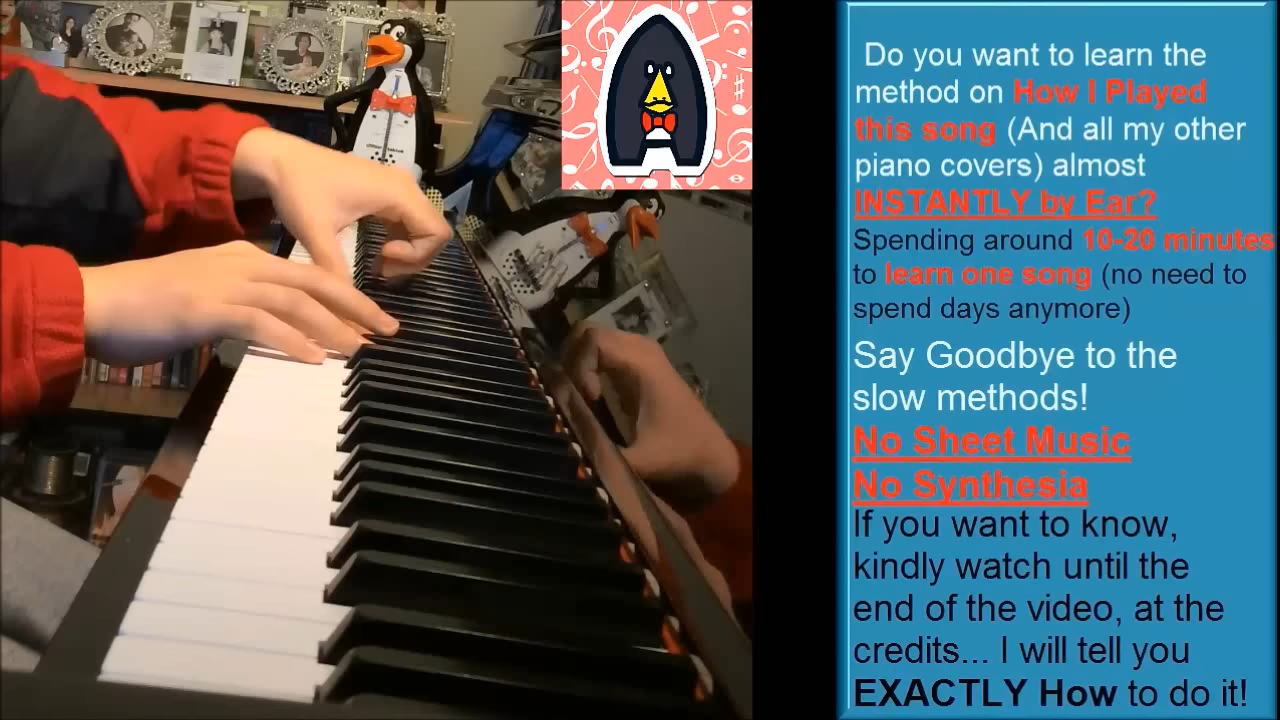 Do you want to learn the
method on How I Played
this song (And all my other
piano covers) almost
INSTANTLY by Ear?
Spending around 10-20 minutes
to learn one song (no need to
spend days anymore)
Say Goodbye to the
slow methods!
No Sheet Music
No Synthesia
If you want to know,
kindly watch until the
end of the video, at the
credits... I will tell you
EXACTLY How to do it!